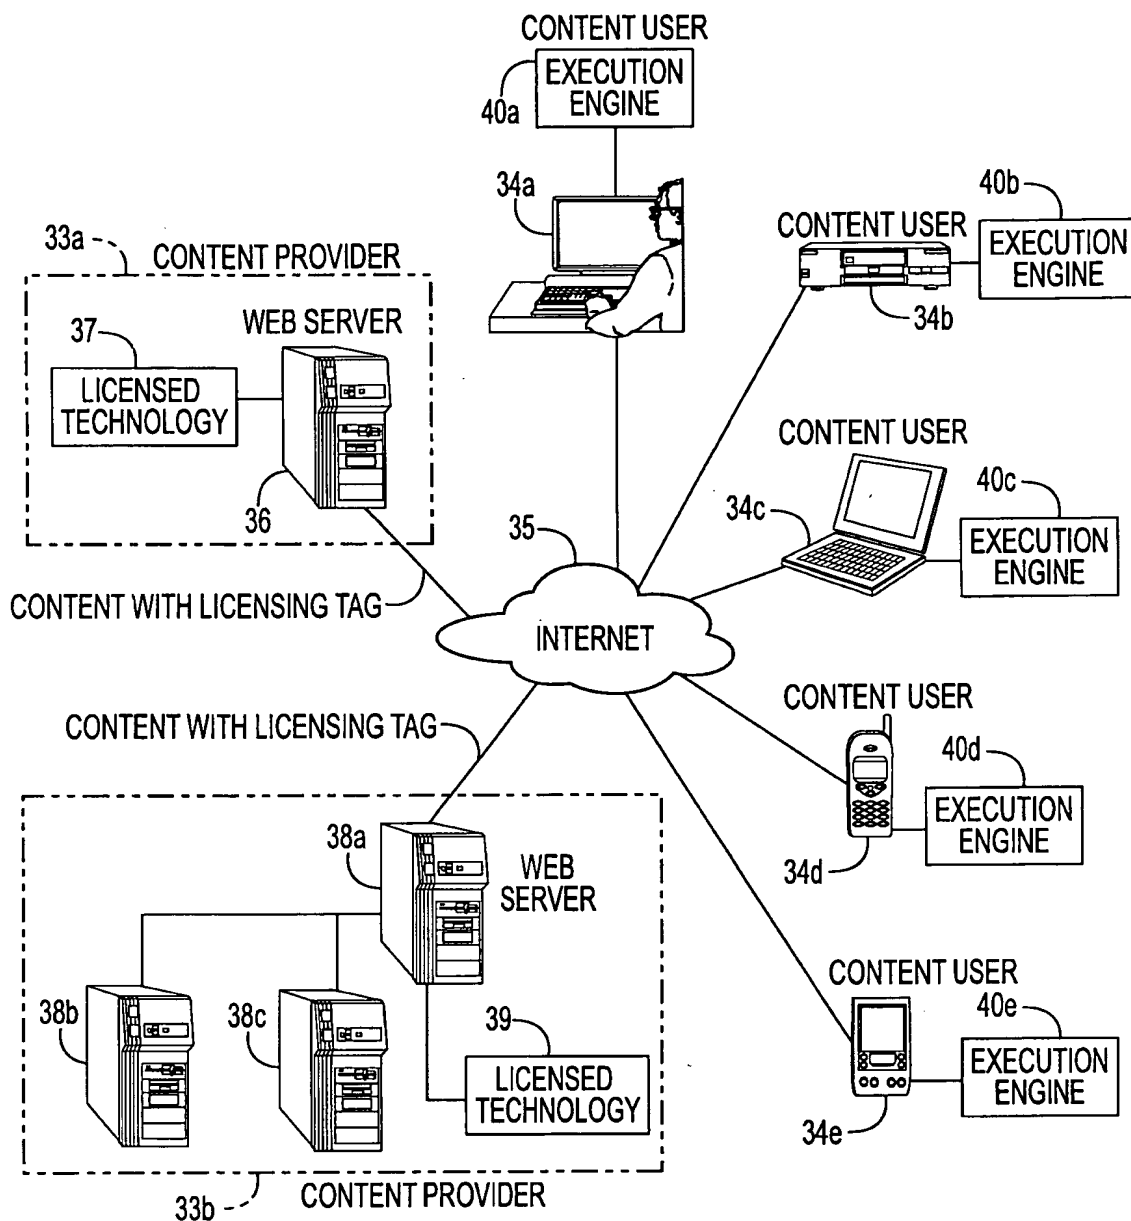 CONTENT USER
EXECUTION
ENGINE
40a
34a
40b
CONTENT USER
EXECUTION
ENGINE
34b
33a
CONTENT PROVIDER
WEB SERVER
37
LICENSED
TECHNOLOGY
36
CONTENT USER
40c
34c
EXECUTION
ENGINE
35
CONTENT WITH LICENSING TAG
INTERNET
CONTENT WITH LICENSING TAG
CONTENT USER
40d
EXECUTION
ENGINE
34d
38a
WEB
SERVER
38b
38c
39
LICENSED
TECHNOLOGY
33b
CONTENT PROVIDER
CONTENT USER
40e
EXECUTION
ENGINE
34e